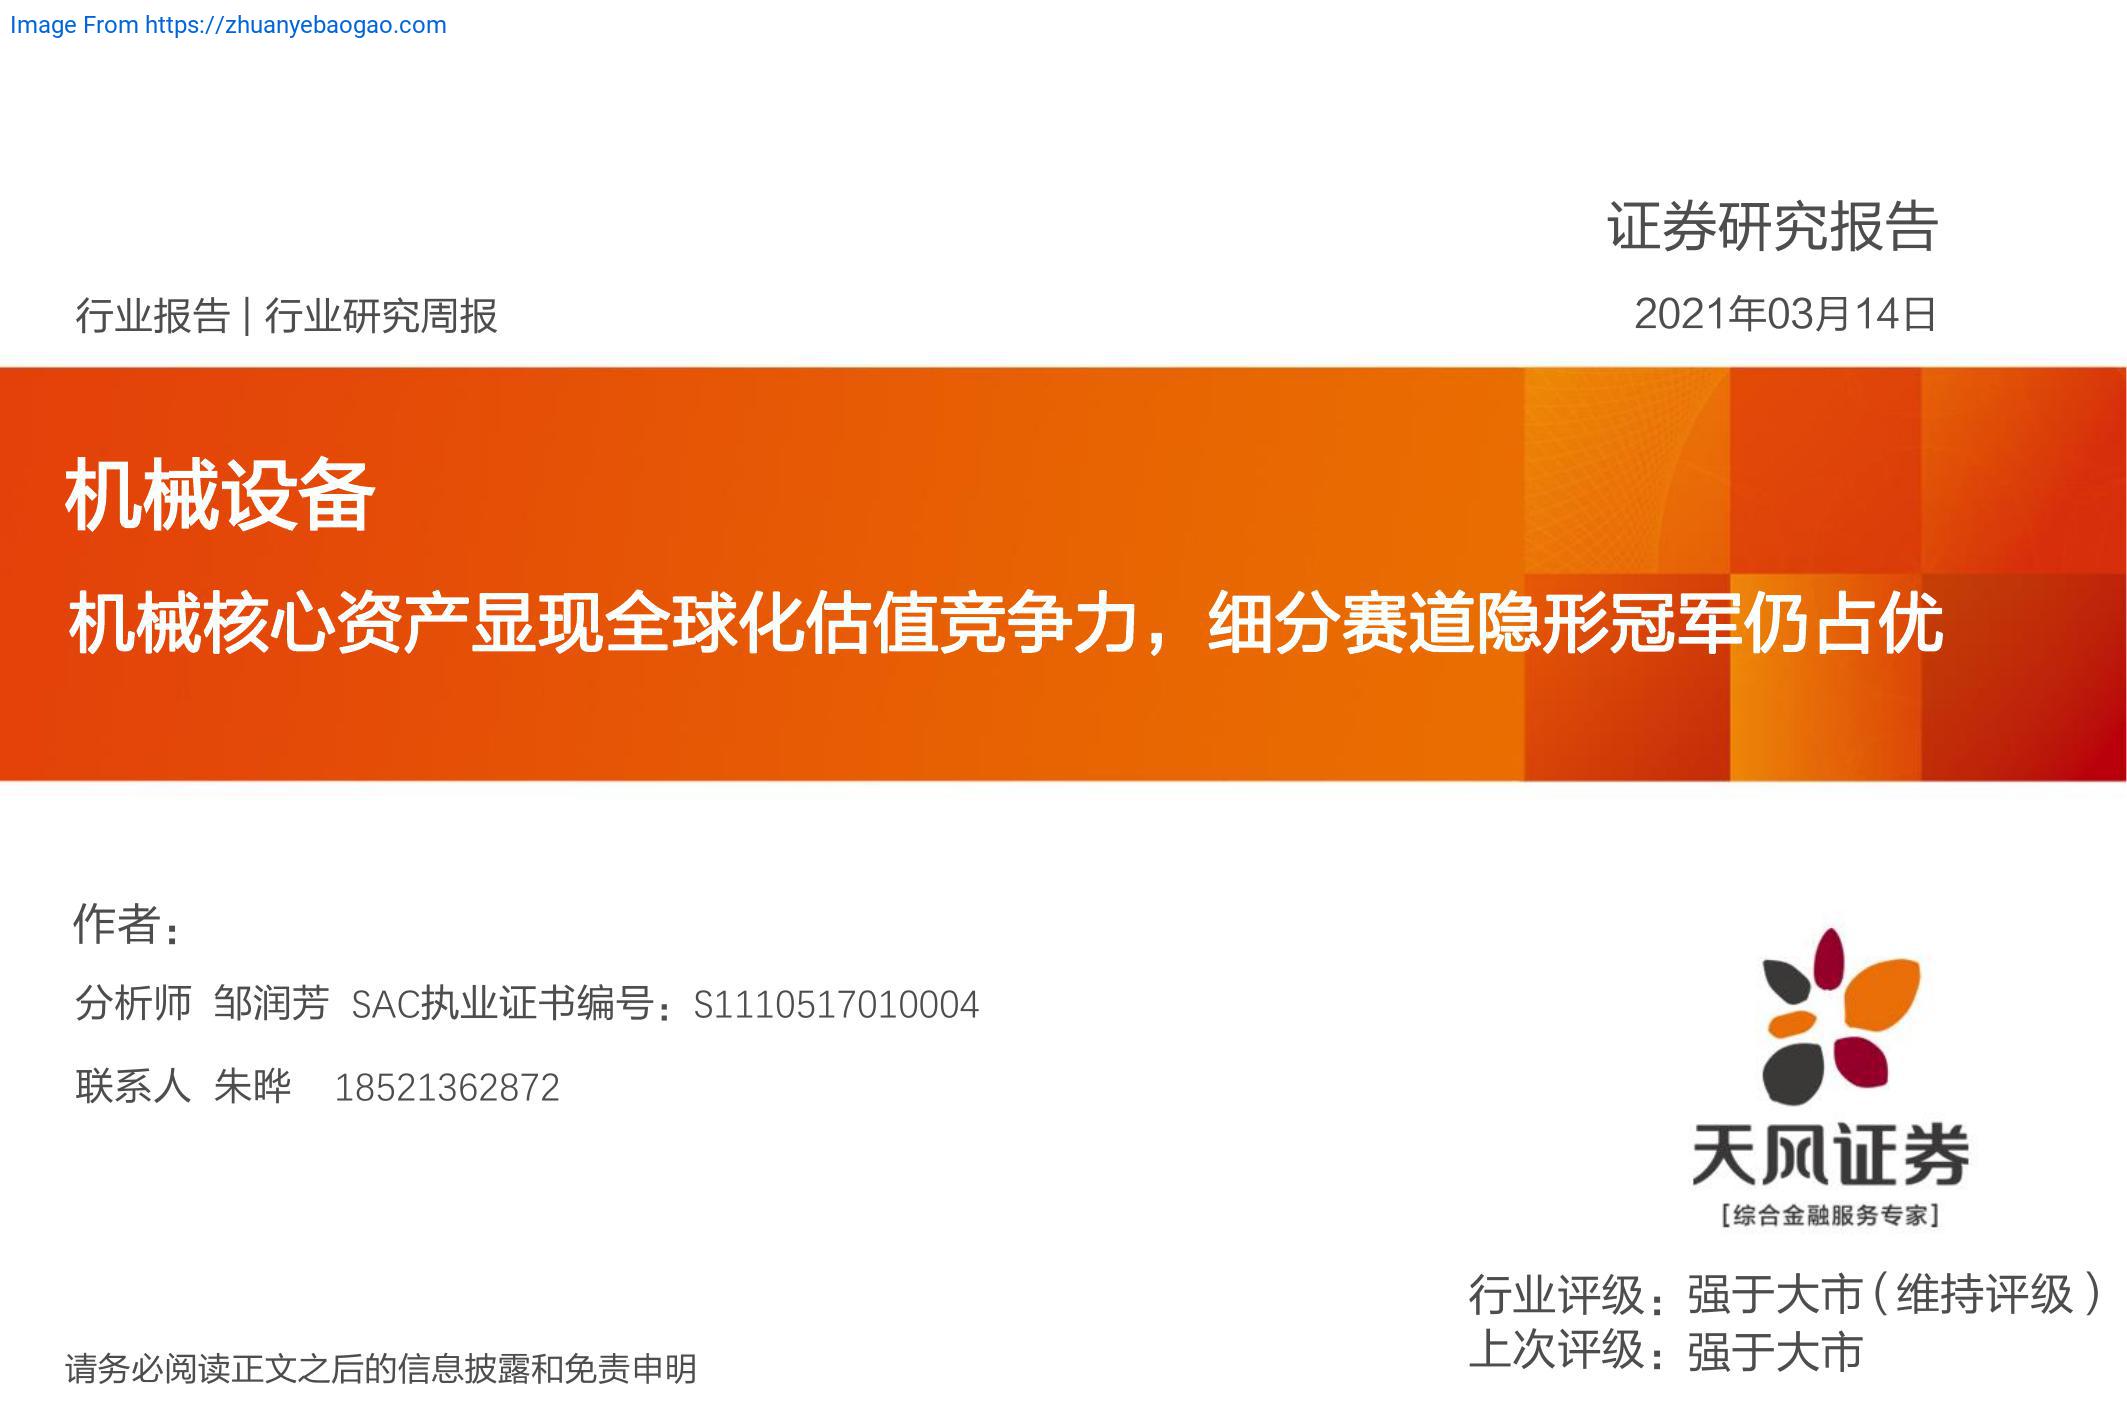 Image From https://zhuanyebaogao.com
证券研究报告
行业报告 | 行业研究周报
2021年03月14日
机械设备
机械核心资产显现全球化估值竞争力，细分赛道隐形冠军仍占优
作者：
分析师 邹润芳 SAC执业证书编号：S1110517010004
联系人 朱晔 18521362872
天风证券
[综合金融服务专家]
行业评级：强于大市（维持评级）
上次评级：强于大市
请务必阅读正文之后的信息披露和免责申明